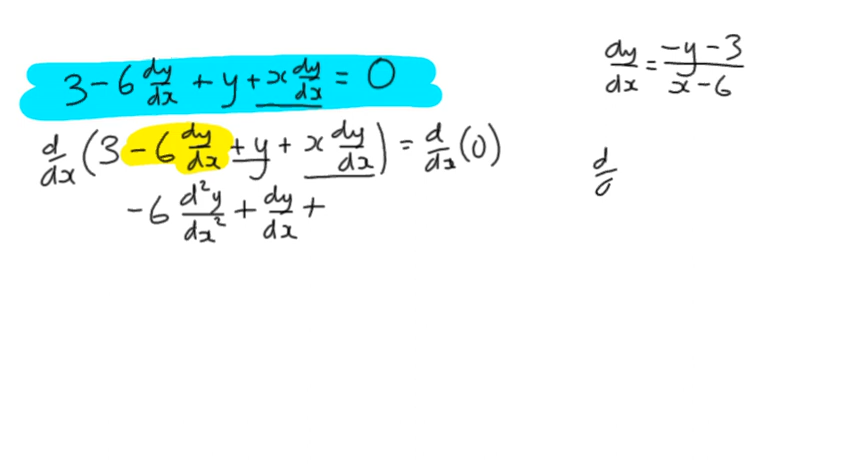 3 - 6 dy/dx + y + x dy/dx = 0
dy/dx = (-y - 3)/(x - 6)
d/dx (3 - 6 dy/dx + y + x dy/dx) = d/dx (0)
-6 d²y/dx² + dy/dx +